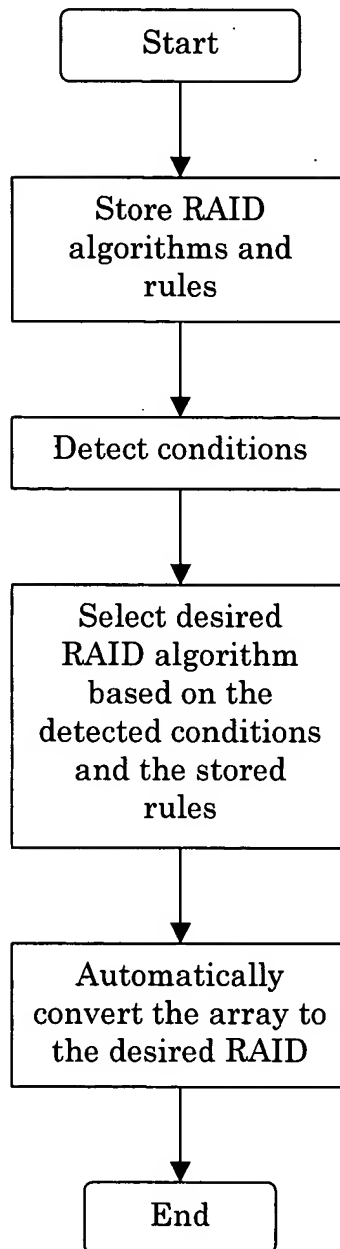 Start
Store RAID
algorithms and
rules
Detect conditions
Select desired
RAID algorithm
based on the
detected conditions
and the stored
rules
Automatically
convert the array to
the desired RAID
End